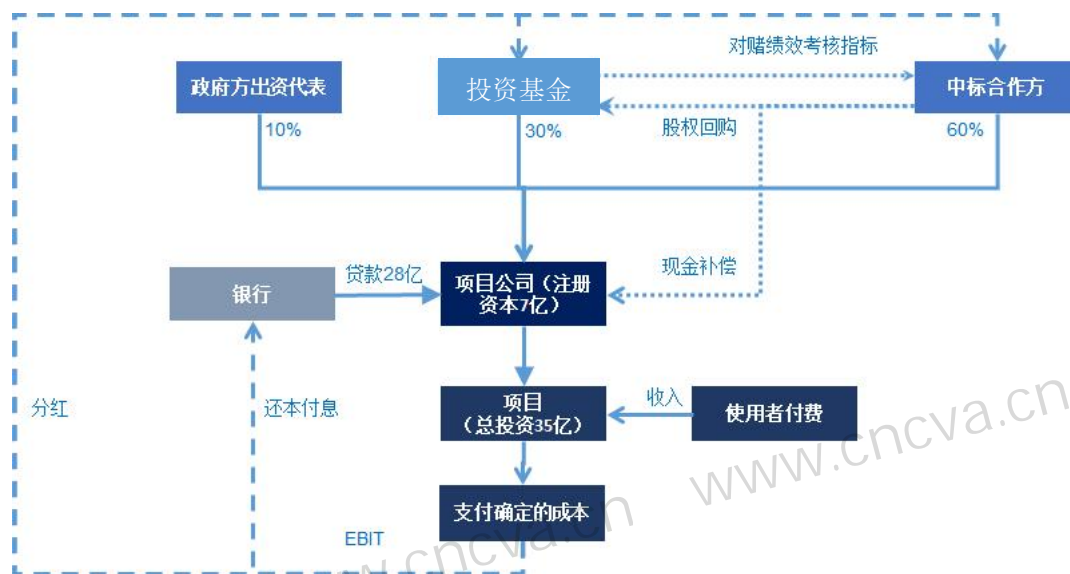 对赌绩效考核指标
政府方出资代表
投资基金
中标合作方
10%
30%
股权回购
60%
银行
贷款28亿
项目公司（注册
资本7亿）
现金补偿
分红
还本付息
项目
（总投资35亿）
收入
使用者付费
www.cncva.cn
支付确定的成本
EBIT
www.cncva.cn